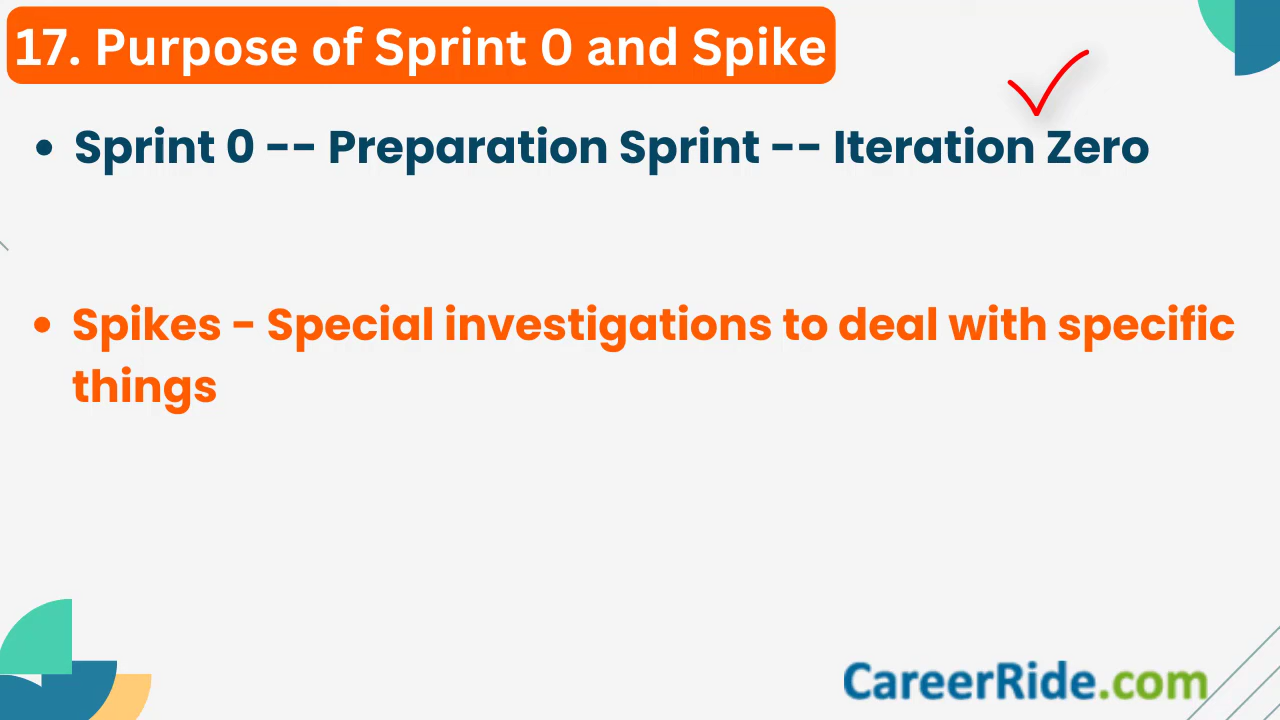 17. Purpose of Sprint 0 and Spike
• Sprint 0 -- Preparation Sprint -- Iteration Zero
• Spikes - Special investigations to deal with specific
things
CareerRide.com